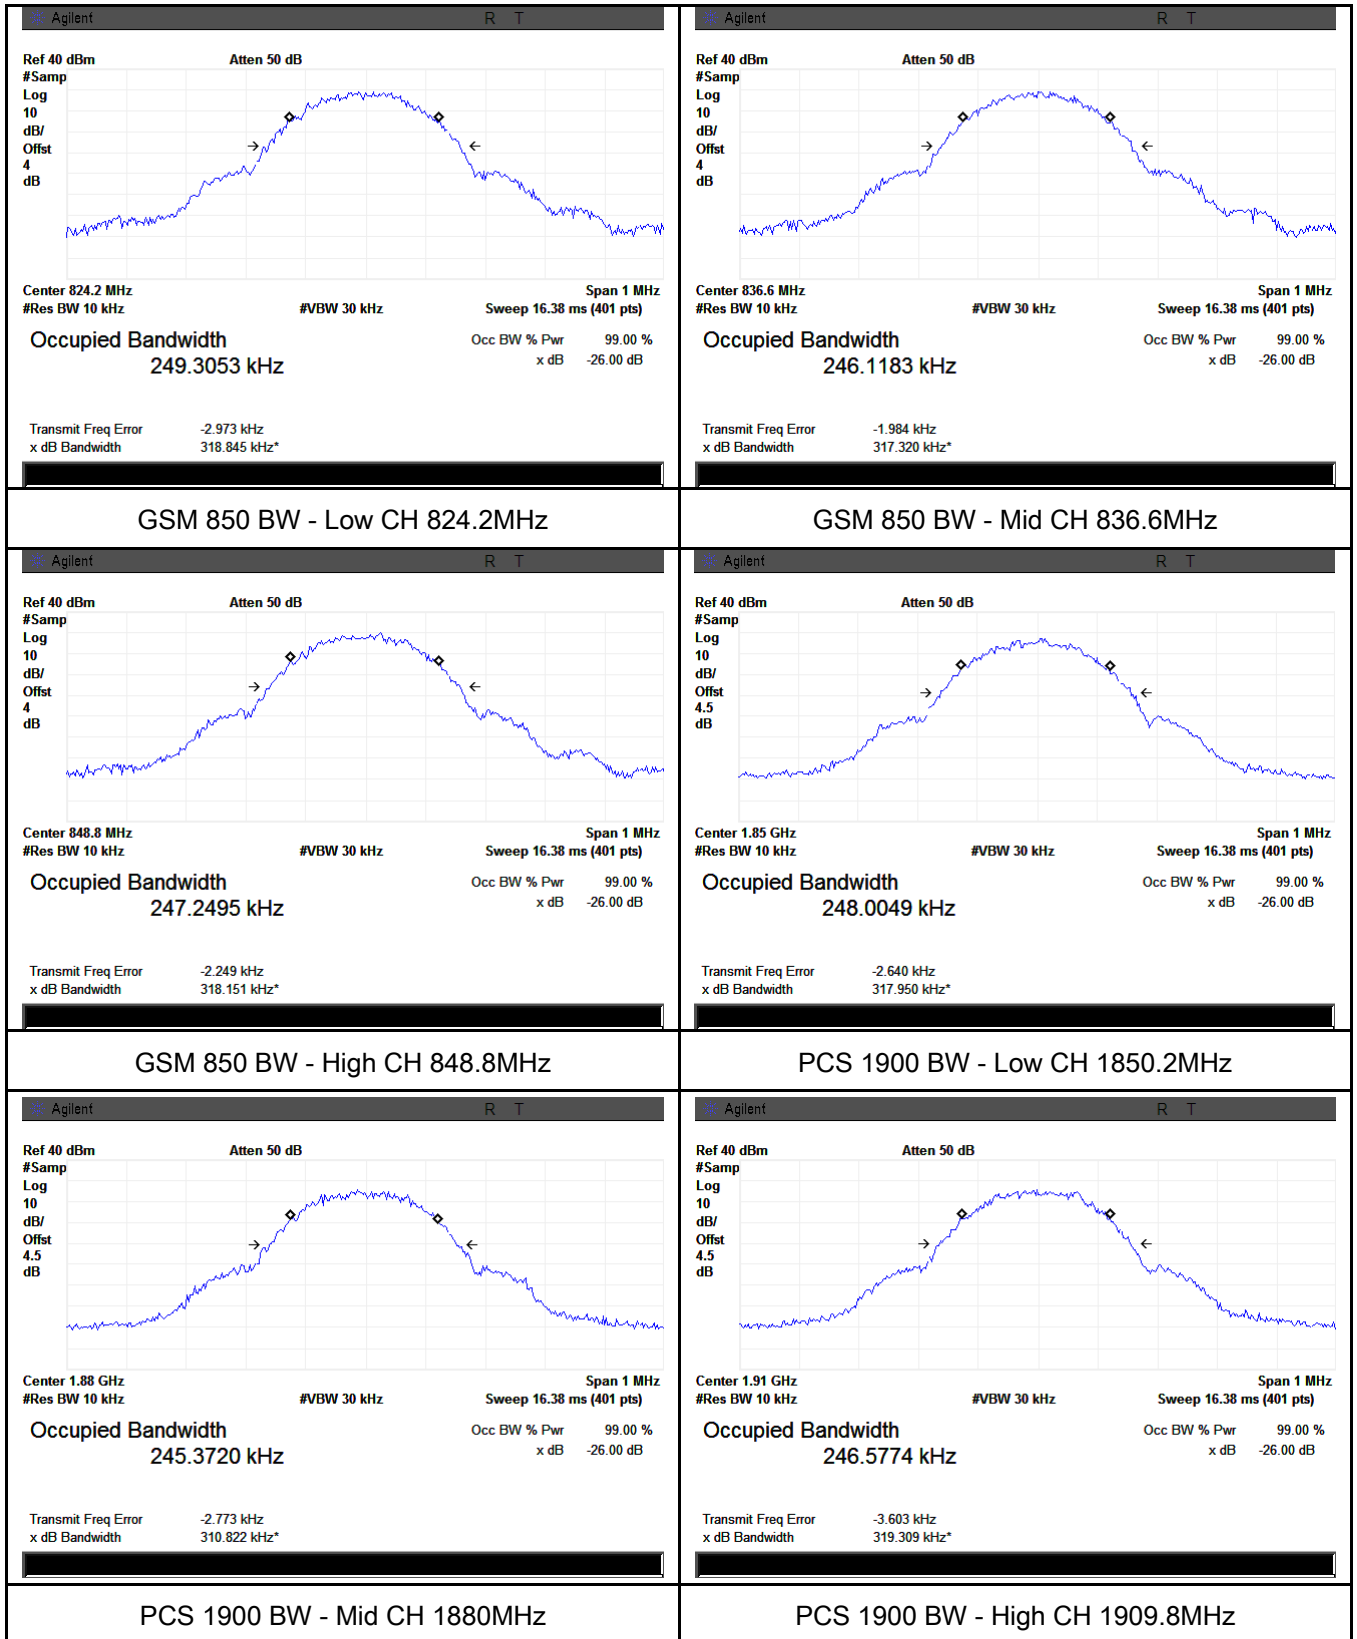 Agilent R T
Ref 40 dBm Atten 50 dB
#Samp
Log
10
dB/
Offst
4
dB
Center 824.2 MHz Span 1 MHz
#Res BW 10 kHz #VBW 30 kHz Sweep 16.38 ms (401 pts)
Occupied Bandwidth Occ BW % Pwr 99.00 %
249.3053 kHz x dB -26.00 dB
Transmit Freq Error -2.973 kHz
x dB Bandwidth 318.845 kHz*
GSM 850 BW - Low CH 824.2MHz
Agilent R T
Ref 40 dBm Atten 50 dB
#Samp
Log
10
dB/
Offst
4
dB
Center 836.6 MHz Span 1 MHz
#Res BW 10 kHz #VBW 30 kHz Sweep 16.38 ms (401 pts)
Occupied Bandwidth Occ BW % Pwr 99.00 %
246.1183 kHz x dB -26.00 dB
Transmit Freq Error -1.984 kHz
x dB Bandwidth 317.320 kHz*
GSM 850 BW - Mid CH 836.6MHz
Agilent R T
Ref 40 dBm Atten 50 dB
#Samp
Log
10
dB/
Offst
4
dB
Center 848.8 MHz Span 1 MHz
#Res BW 10 kHz #VBW 30 kHz Sweep 16.38 ms (401 pts)
Occupied Bandwidth Occ BW % Pwr 99.00 %
247.2495 kHz x dB -26.00 dB
Transmit Freq Error -2.249 kHz
x dB Bandwidth 318.151 kHz*
GSM 850 BW - High CH 848.8MHz
Agilent R T
Ref 40 dBm Atten 50 dB
#Samp
Log
10
dB/
Offst
4.5
dB
Center 1.85 GHz Span 1 MHz
#Res BW 10 kHz #VBW 30 kHz Sweep 16.38 ms (401 pts)
Occupied Bandwidth Occ BW % Pwr 99.00 %
248.0049 kHz x dB -26.00 dB
Transmit Freq Error -2.640 kHz
x dB Bandwidth 317.950 kHz*
PCS 1900 BW - Low CH 1850.2MHz
Agilent R T
Ref 40 dBm Atten 50 dB
#Samp
Log
10
dB/
Offst
4.5
dB
Center 1.88 GHz Span 1 MHz
#Res BW 10 kHz #VBW 30 kHz Sweep 16.38 ms (401 pts)
Occupied Bandwidth Occ BW % Pwr 99.00 %
245.3720 kHz x dB -26.00 dB
Transmit Freq Error -2.773 kHz
x dB Bandwidth 310.822 kHz*
PCS 1900 BW - Mid CH 1880MHz
Agilent R T
Ref 40 dBm Atten 50 dB
#Samp
Log
10
dB/
Offst
4.5
dB
Center 1.91 GHz Span 1 MHz
#Res BW 10 kHz #VBW 30 kHz Sweep 16.38 ms (401 pts)
Occupied Bandwidth Occ BW % Pwr 99.00 %
246.5774 kHz x dB -26.00 dB
Transmit Freq Error -3.603 kHz
x dB Bandwidth 319.309 kHz*
PCS 1900 BW - High CH 1909.8MHz